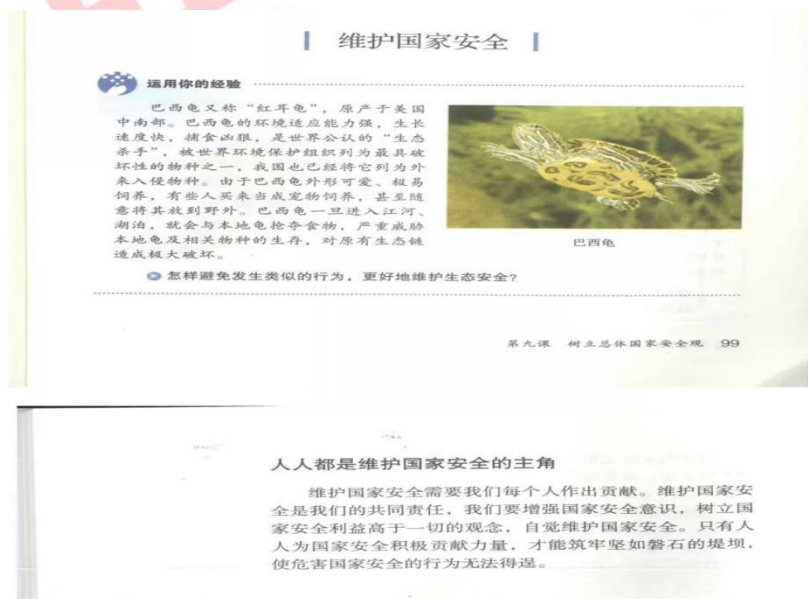 维护国家安全
运用你的经验
巴西龟又称“红耳龟”，原产于美国
中南部。巴西龟的环境适应能力强，生长
速度快，捕食凶狠，是世界公认的“生态
杀手”，被世界环境保护组织列为最具破
坏性的物种之一，我国也已经将它列为外
来入侵物种。由于巴西龟外形可爱、极易
饲养，有些人买来当成宠物饲养，甚至随
意将其放到野外。巴西龟一旦进入江河、
湖泊，就会与本地龟抢夺食物，严重威胁
本地龟及相关物种的生存，对原有生态链
造成极大破坏。
巴西龟
怎样避免发生类似的行为，更好地维护生态安全？
第九课 树立总体国家安全观 99
人人都是维护国家安全的主角
维护国家安全需要我们每个人作出贡献。维护国家安
全是我们的共同责任，我们要增强国家安全意识，树立国
家安全利益高于一切的观念，自觉维护国家安全。只有人
人为国家安全积极贡献力量，才能筑牢坚如磐石的堤坝，
使危害国家安全的行为无法得逞。